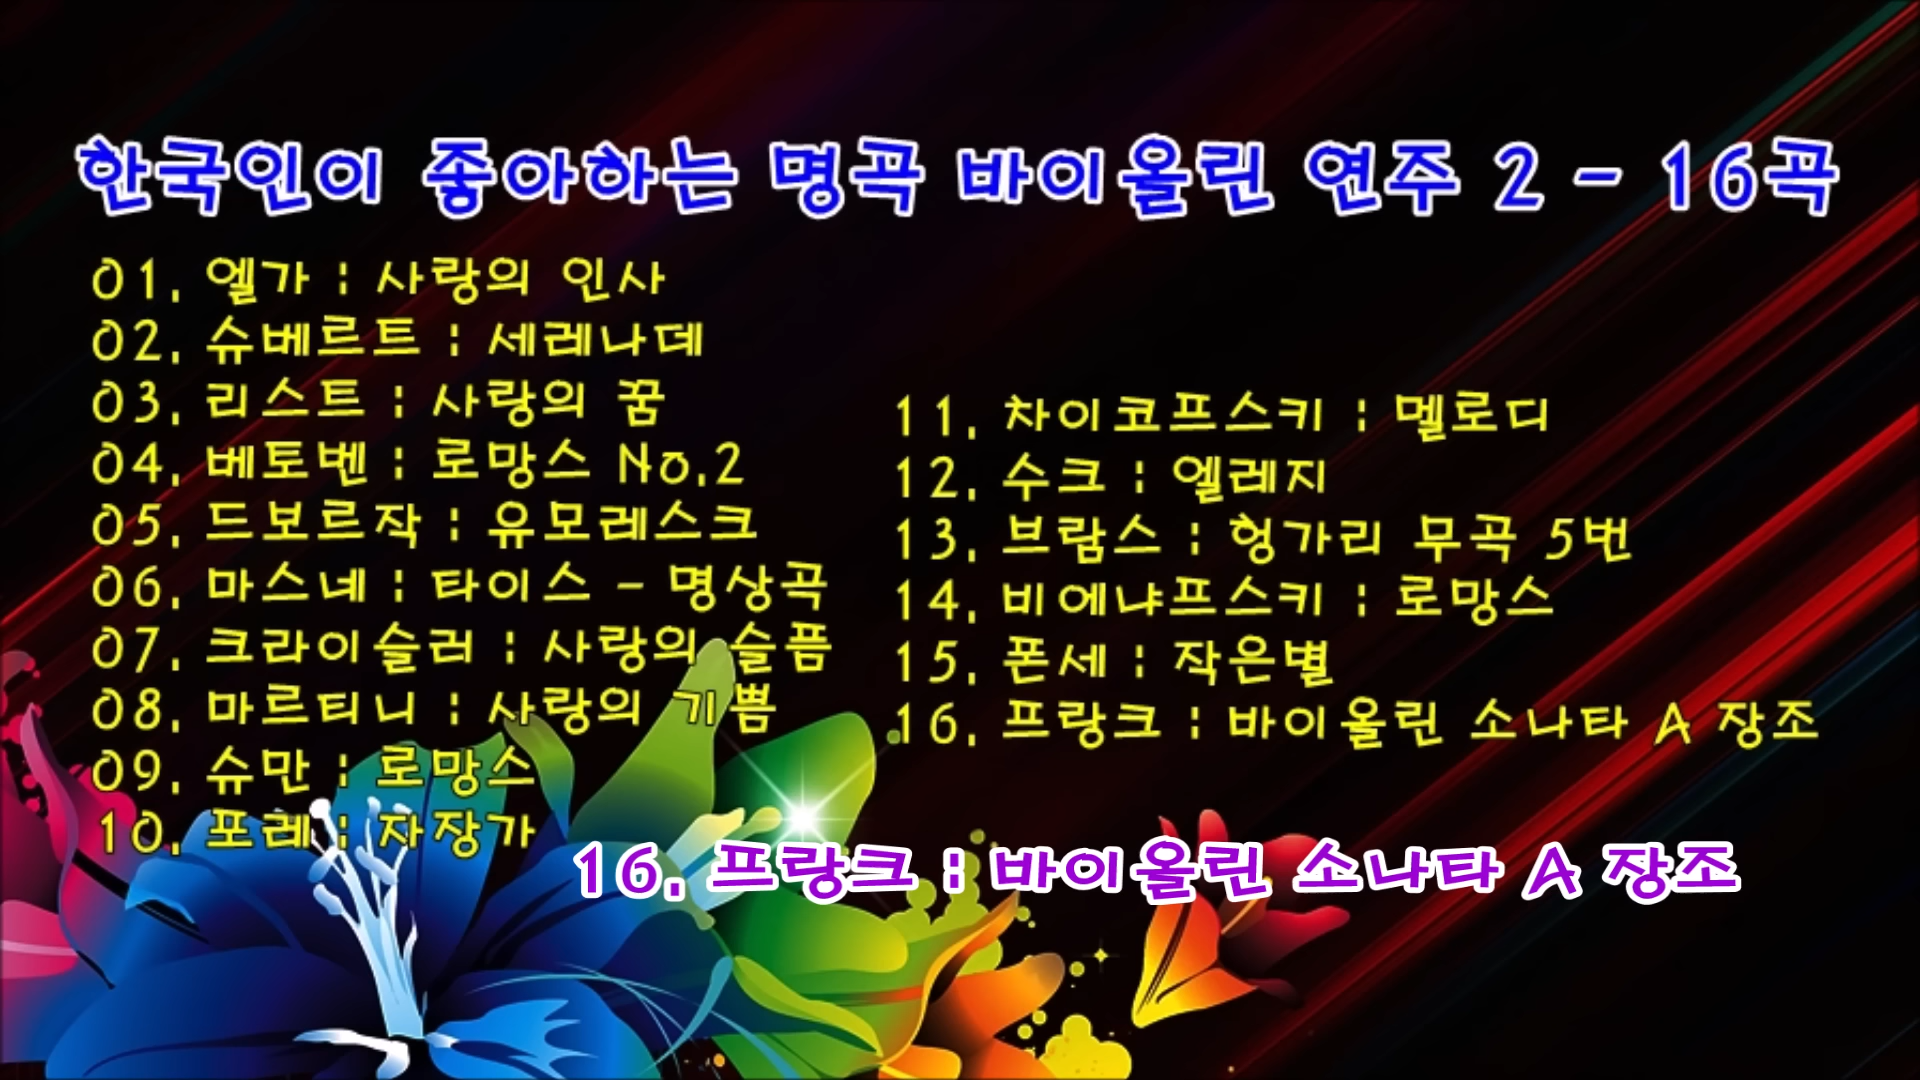 한국인이 좋아하는 명곡 바이올린 연주 2 - 16곡
01. 엘가 : 사랑의 인사
02. 슈베르트 : 세레나데
03. 리스트 : 사랑의 꿈
04. 베토벤 : 로망스 No.2
05. 드보르작 : 유모레스크
06. 마스네 : 타이스 - 명상곡
07. 크라이슬러 : 사랑의 슬픔
08. 마르티니 : 사랑의 기쁨
09. 슈만 : 로망스
10. 포레 : 자장가
11. 차이코프스키 : 멜로디
12. 수크 : 엘레지
13. 브람스 : 헝가리 무곡 5번
14. 비에냐프스키 : 로망스
15. 폰세 : 작은별
16. 프랑크 : 바이올린 소나타 A 장조
16. 프랑크 : 바이올린 소나타 A 장조